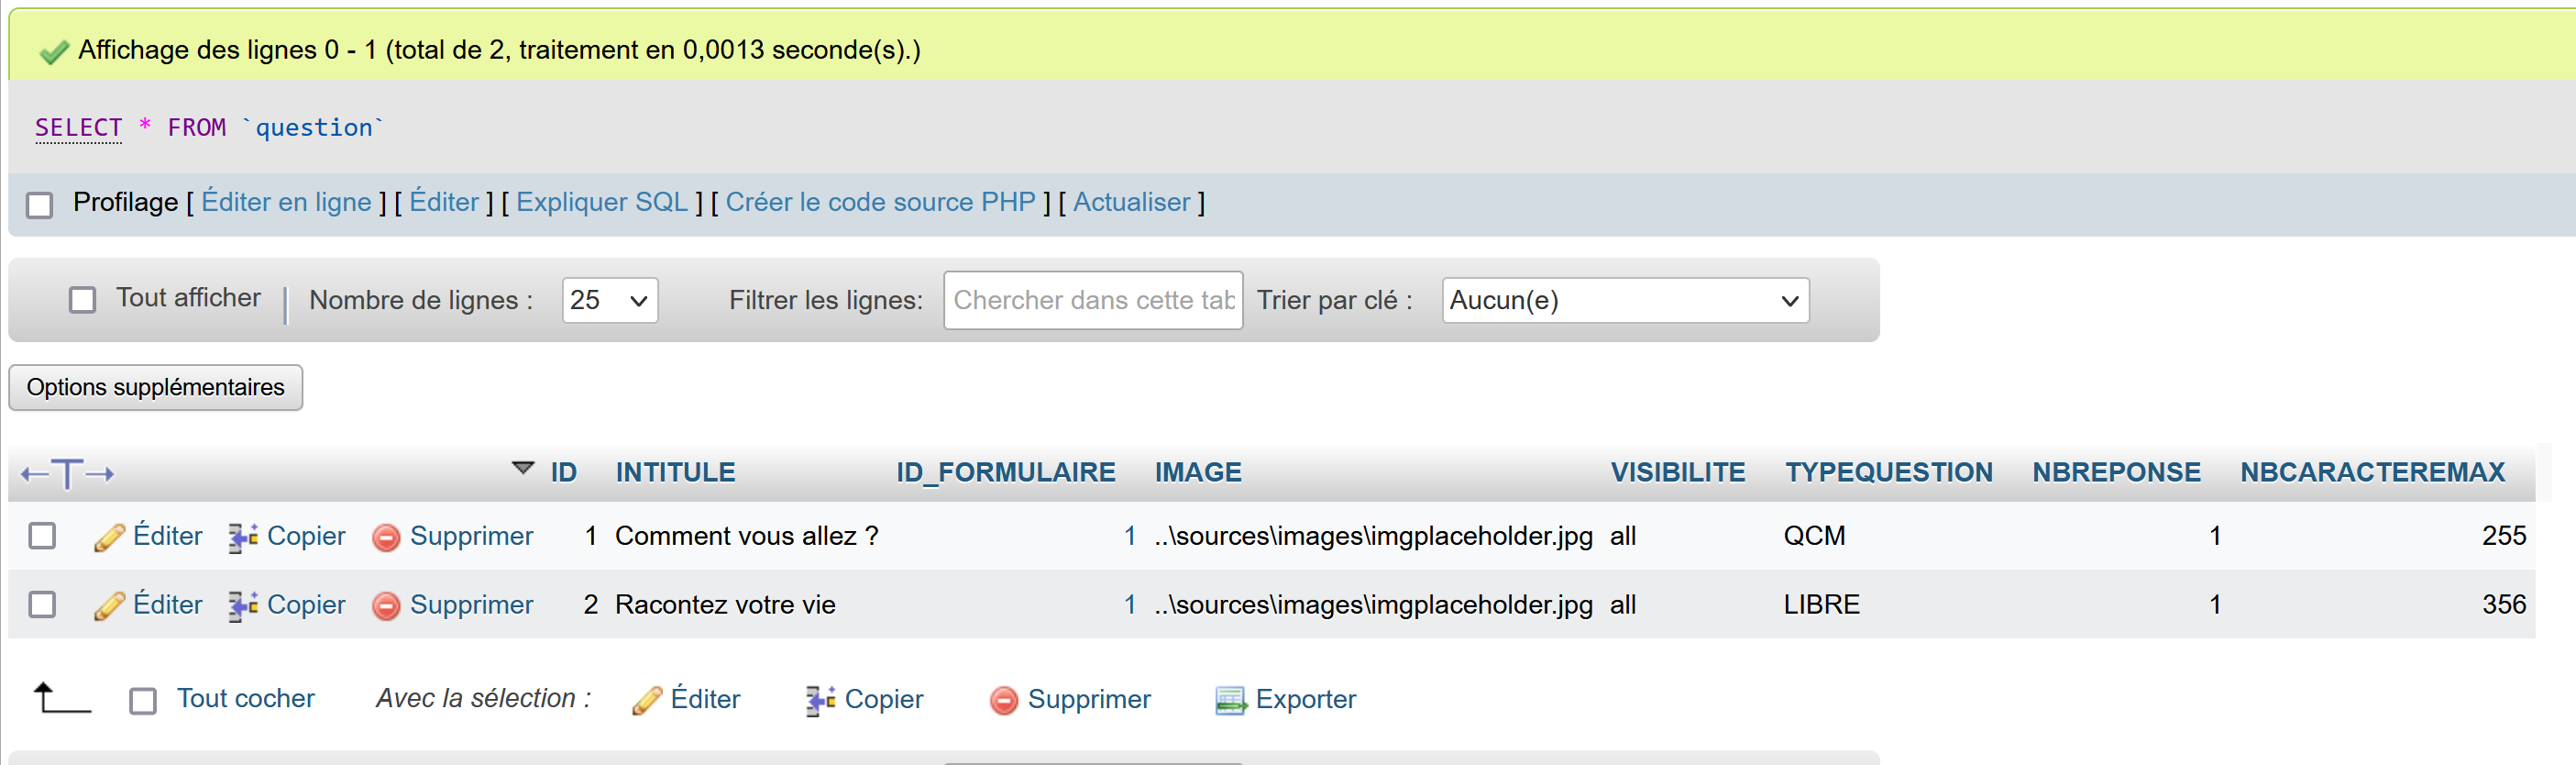 Affichage des lignes 0 - 1 (total de 2, traitement en 0,0013 seconde(s).)
SELECT * FROM `question`
Profilage [ Éditer en ligne ] [ Éditer ] [ Expliquer SQL ] [ Créer le code source PHP ] [ Actualiser ]
Tout afficher | Nombre de lignes : 25 Filtrer les lignes: Chercher dans cette tab Trier par clé : Aucun(e)
Options supplémentaires
←T→ ID INTITULE ID_FORMULAIRE IMAGE VISIBILITE TYPEQUESTION NBREPONSE NBCARACTEREMAX
Éditer Copier Supprimer 1 Comment vous allez ? 1 ..\sources\images\imgplaceholder.jpg all QCM 1 255
Éditer Copier Supprimer 2 Racontez votre vie 1 ..\sources\images\imgplaceholder.jpg all LIBRE 1 356
Tout cocher Avec la sélection : Éditer Copier Supprimer Exporter